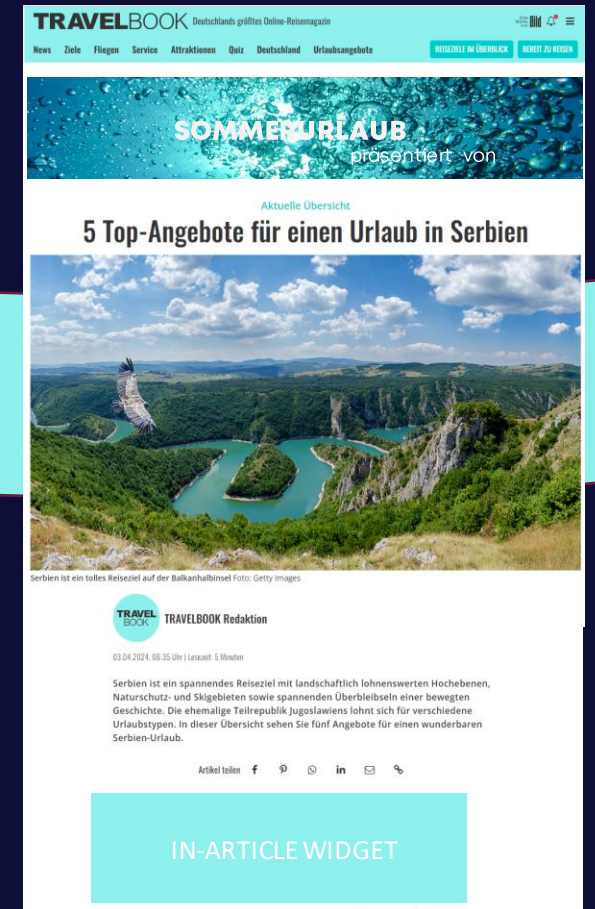 TRAVELBOOK Deutschlands größtes Online-Reisemagazin
Bild
News Ziele Fliegen Service Attraktionen Quiz Deutschland Urlaubsangebote REISEZIELE IM ÜBERBLICK BEREIT ZU REISEN
SOMMERURLAUB
präsentiert von
Aktuelle Übersicht
5 Top-Angebote für einen Urlaub in Serbien
Serbien ist ein tolles Reiseziel auf der Balkanhalbinsel Foto: Getty Images
TRAVEL
BOOK
TRAVELBOOK Redaktion
03.04.2024, 06:35 Uhr | Lesezeit: 5 Minuten
Serbien ist ein spannendes Reiseziel mit landschaftlich lohnenswerten Hochebenen,
Naturschutz- und Skigebieten sowie spannenden Überbleibseln einer bewegten
Geschichte. Die ehemalige Teilrepublik Jugoslawiens lohnt sich für verschiedene
Urlaubstypen. In dieser Übersicht sehen Sie fünf Angebote für einen wunderbaren
Serbien-Urlaub.
Artikel teilen
IN-ARTICLE WIDGET